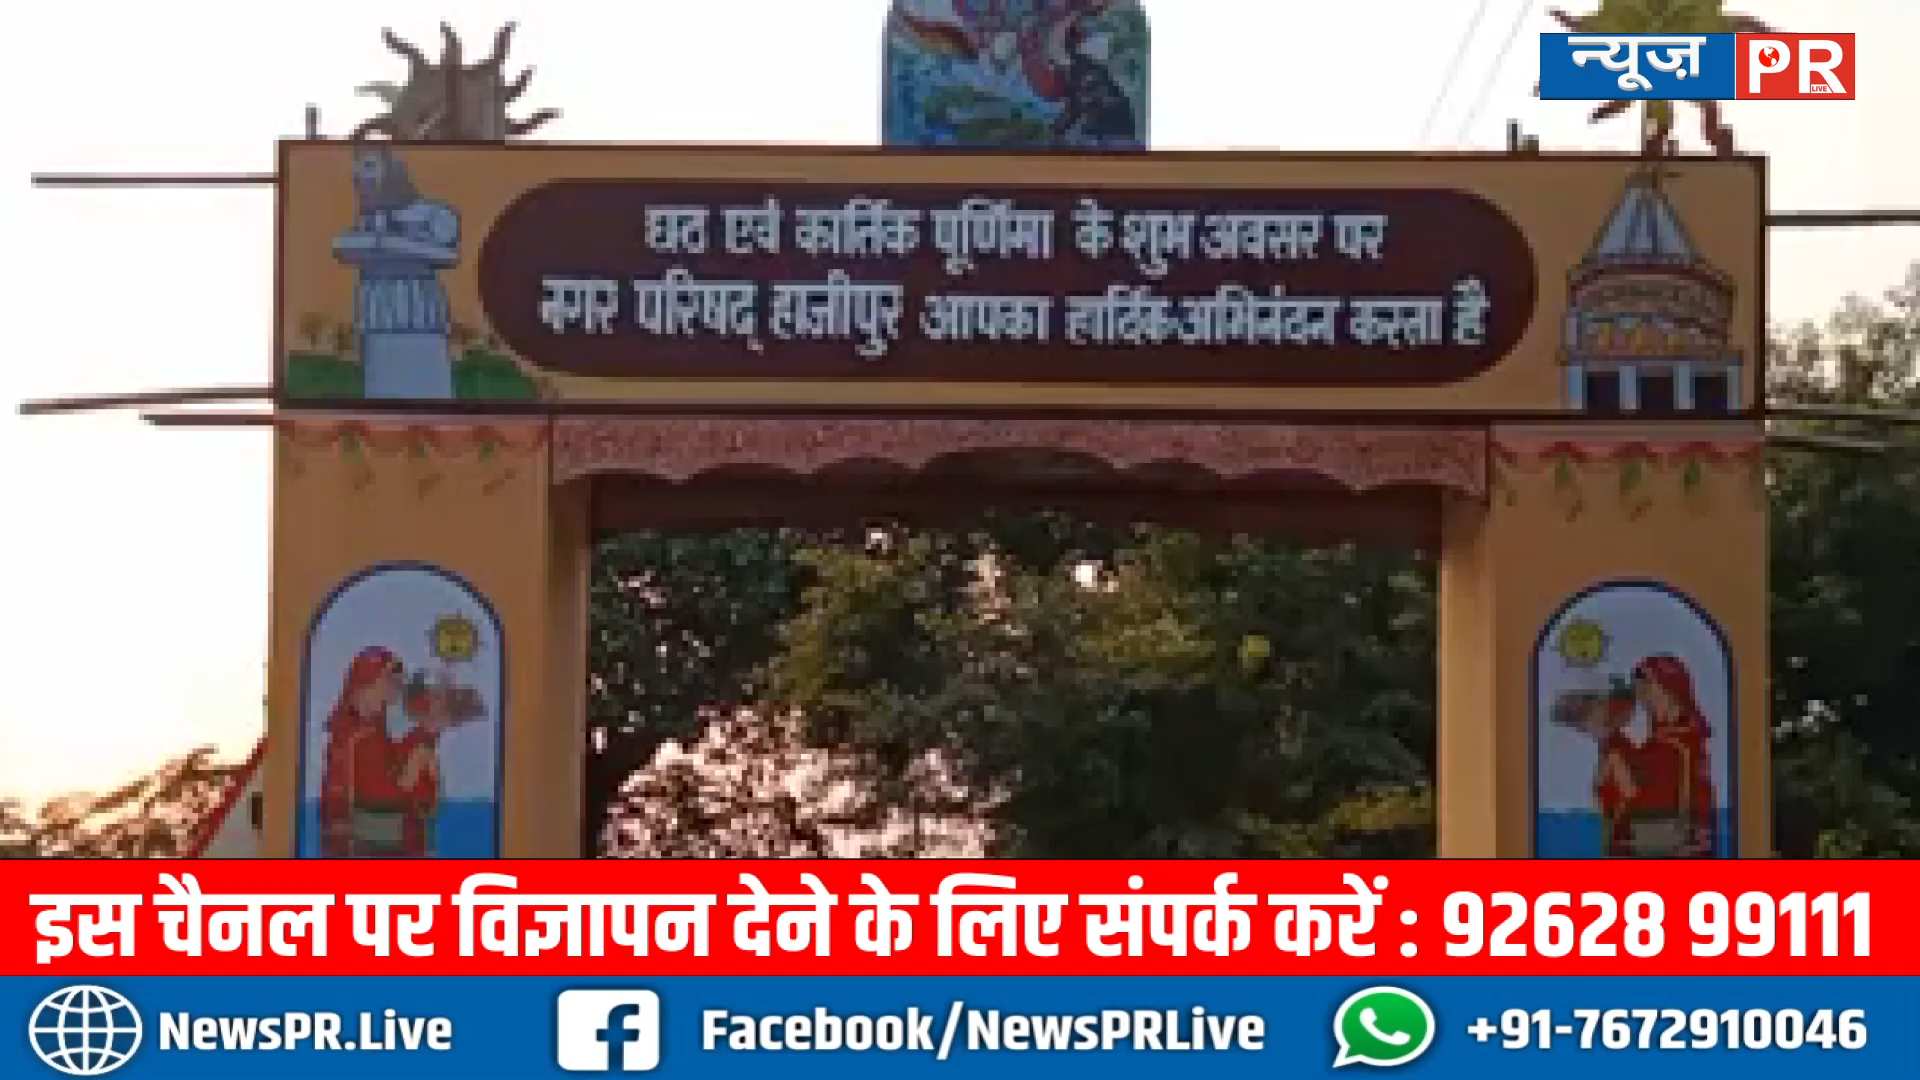 न्यूज़ PR
LIVE
छठ एवं कार्तिक पूर्णिमा के शुभ अवसर पर
नगर परिषद् हाजीपुर आपका हार्दिक अभिनंदन करता है
इस चैनल पर विज्ञापन देने के लिए संपर्क करें : 92628 99111
NewsPR.Live
Facebook/NewsPRLive
+91-7672910046